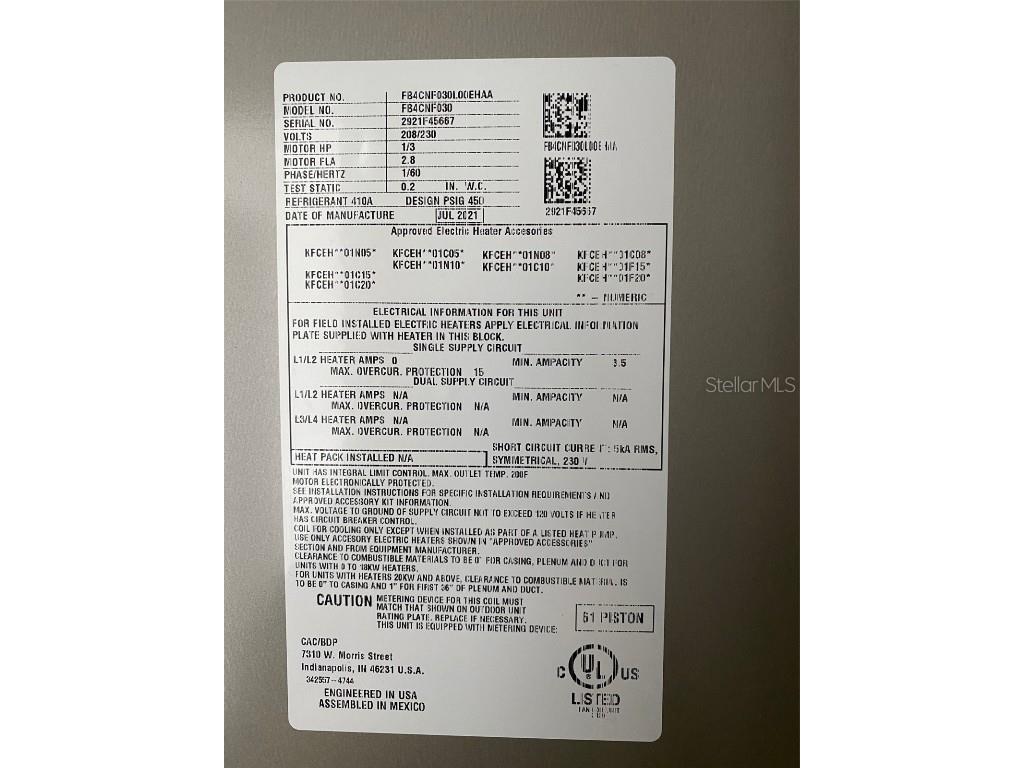 PRODUCT NO. FB4CNF030L00EHAA
MODEL NO. FB4CNF030
SERIAL NO. 2921F45667
VOLTS 208/230
MOTOR HP 1/3
MOTOR FLA 2.8
PHASE/HERTZ 1/60
TEST STATIC 0.2 IN. W.C.
REFRIGERANT 410A DESIGN PSIG 450
DATE OF MANUFACTURE JUL 2021
FB4CNF030L00EHAA
2921F45667
Approved Electric Heater Accesories
KFCEH**01N05* KFCEH**01C05* KFCEH**01N08* KFCEH**01C08*
KFCEH**01N10* KFCEH**01C10* KFCEH**01F15*
KFCEH**01C15* KFCEH**01F20*
KFCEH**01C20*
** - NUMERIC
ELECTRICAL INFORMATION FOR THIS UNIT
FOR FIELD INSTALLED ELECTRIC HEATERS APPLY ELECTRICAL INFORMATION
PLATE SUPPLIED WITH HEATER IN THIS BLOCK.
SINGLE SUPPLY CIRCUIT
L1/L2 HEATER AMPS 0 MIN. AMPACITY 3.5
MAX. OVERCUR. PROTECTION 15
DUAL SUPPLY CIRCUIT
L1/L2 HEATER AMPS N/A MIN. AMPACITY N/A
MAX. OVERCUR. PROTECTION N/A
L3/L4 HEATER AMPS N/A MIN. AMPACITY N/A
MAX. OVERCUR. PROTECTION N/A
SHORT CIRCUIT CURRENT: 5kA RMS,
HEAT PACK INSTALLED N/A SYMMETRICAL, 230 V
UNIT HAS INTEGRAL LIMIT CONTROL. MAX. OUTLET TEMP. 200F
MOTOR ELECTRONICALLY PROTECTED.
SEE INSTALLATION INSTRUCTIONS FOR SPECIFIC INSTALLATION REQUIREMENTS AND
APPROVED ACCESSORY KIT INFORMATION.
MAX. VOLTAGE TO GROUND OF SUPPLY CIRCUIT NOT TO EXCEED 120 VOLTS IF HEATER
HAS CIRCUIT BREAKER CONTROL.
COIL FOR COOLING ONLY EXCEPT WHEN INSTALLED AS PART OF A LISTED HEAT PUMP.
USE ONLY ACCESORY ELECTRIC HEATERS SHOWN IN "APPROVED ACCESSORIES"
SECTION AND FROM EQUIPMENT MANUFACTURER.
CLEARANCE TO COMBUSTIBLE MATERIALS TO BE 0" FOR CASING, PLENUM AND DUCT FOR
UNITS WITH 0 TO 18KW HEATERS.
FOR UNITS WITH HEATERS 20KW AND ABOVE, CLEARANCE TO COMBUSTIBLE MATERIAL IS
TO BE 0" TO CASING AND 1" FOR FIRST 36" OF PLENUM AND DUCT.
CAUTION METERING DEVICE FOR THIS COIL MUST
MATCH THAT SHOWN ON OUTDOOR UNIT
RATING PLATE. REPLACE IF NECESSARY.
THIS UNIT IS EQUIPPED WITH METERING DEVICE: 61 PISTON
CAC/BDP
7310 W. Morris Street
Indianapolis, IN 46231 U.S.A.
342557-4744
ENGINEERED IN USA
ASSEMBLED IN MEXICO
C UL US
LISTED
StellarMLS